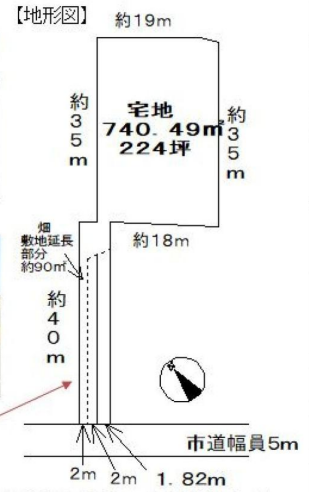 【地形図】
約19m
約35m
宅地
740.49㎡
224坪
約35m
畑
敷地延長
部分
約90㎡
約18m
約40m
市道幅員5m
2m
2m
1.82m